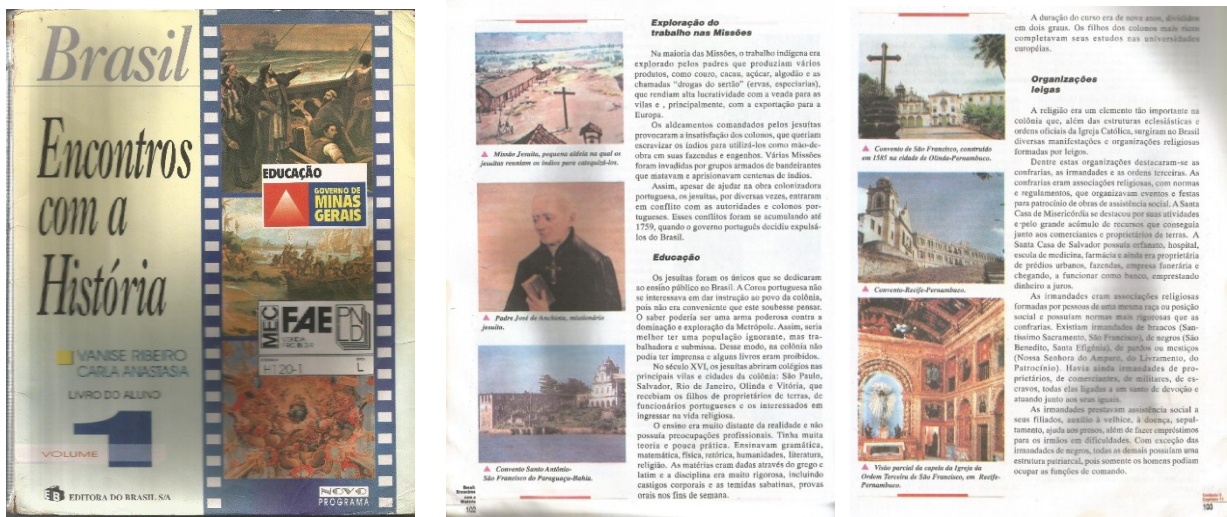 Brasil
Encontros
com a
História
EDUCAÇÃO
GOVERNO DE
MINAS
GERAIS
MEC
FAE
PNLD
VENDA
PROIBIDA
H120-1
L
VANISE RIBEIRO
CARLA ANASTASIA
LIVRO DO ALUNO
1
VOLUME
EDITORA DO BRASIL S/A
NOVO
PROGRAMA
Missão Jesuíta, pequena aldeia na qual os
jesuítas reuniam os índios para catequizá-los.
Padre José de Anchieta, missionário
jesuíta.
Convento Santo Antônio-
São Francisco do Paraguaçu-Bahia.
Exploração do
trabalho nas Missões
Na maioria das Missões, o trabalho indígena era
explorado pelos padres que produziam vários
produtos, como couro, cacau, açúcar, algodão e as
chamadas "drogas do sertão" (ervas, especiarias),
que rendiam alta lucratividade com a venda para as
vilas e , principalmente, com a exportação para a
Europa.
Os aldeamentos comandados pelos jesuítas
provocaram a insatisfação dos colonos, que queriam
escravizar os índios para utilizá-los como mão-de-
obra em suas fazendas e engenhos. Várias Missões
foram invadidas por grupos armados de bandeirantes
que matavam e aprisionavam centenas de índios.
Assim, apesar de ajudar na obra colonizadora
portuguesa, os jesuítas, por diversas vezes, entraram
em conflito com as autoridades e colonos por-
tugueses. Esses conflitos foram se acumulando até
1759, quando o governo português decidiu expulsá-
los do Brasil.
Educação
Os jesuítas foram os únicos que se dedicaram
ao ensino público no Brasil. A Coroa portuguesa não
se interessava em dar instrução ao povo da colônia,
pois não era conveniente que este soubesse pensar.
O saber poderia ser uma arma poderosa contra a
dominação e exploração da Metrópole. Assim, seria
melhor ter uma população ignorante, mas tra-
balhadora e submissa. Desse modo, na colônia não
podia ter imprensa e alguns livros eram proibidos.
No século XVI, os jesuítas abriram colégios nas
principais vilas e cidades da colônia: São Paulo,
Salvador, Rio de Janeiro, Olinda e Vitória, que
recebiam os filhos de proprietários de terras, de
funcionários portugueses e os interessados em
ingressar na vida religiosa.
O ensino era muito distante da realidade e não
possuía preocupações profissionais. Tinha muita
teoria e pouca prática. Ensinavam gramática,
matemática, física, retórica, humanidades, literatura,
religião. As matérias eram dadas através do grego e
latim e a disciplina era muito rigorosa, incluindo
castigos corporais e as temidas sabatinas, provas
orais nos fins de semana.
Brasil
Encontros
com a
História
102
Convento de São Francisco, construído
em 1585 na cidade de Olinda-Pernambuco.
Convento-Recife-Pernambuco.
Visão parcial da capela da Igreja da
Ordem Terceira de São Francisco, em Recife-
Pernambuco.
A duração do curso era de nove anos, divididos
em dois graus. Os filhos dos colonos mais ricos
completavam seus estudos nas universidades
européias.
Organizações
leigas
A religião era um elemento tão importante na
colônia que, além das estruturas eclesiásticas e
ordens oficiais da Igreja Católica, surgiram no Brasil
diversas manifestações e organizações religiosas
formadas por leigos.
Dentre estas organizações destacaram-se as
confrarias, as irmandades e as ordens terceiras. As
confrarias eram associações religiosas, com normas
e regulamentos, que organizavam eventos e festas
para patrocínio de obras de assistência social. A Santa
Casa de Misericórdia se destacou por suas atividades
e pelo grande acúmulo de recursos que conseguia
junto aos comerciantes e proprietários de terras. A
Santa Casa de Salvador possuía orfanato, hospital,
escola de medicina, farmácia e ainda era proprietária
de prédios urbanos, fazendas, empresa funerária e
chegando, a funcionar como banco, emprestando
dinheiro a juros.
As irmandades eram associações religiosas
formadas por pessoas de uma mesma raça ou posição
social e possuíam normas mais rigorosas que as
confrarias. Existiam irmandades de brancos (San-
tíssimo Sacramento, São Francisco), de negros (São
Benedito, Santa Efigênia), de pardos ou mestiços
(Nossa Senhora do Amparo, do Livramento, do
Patrocínio). Havia ainda irmandades de pro-
prietários, de comerciantes, de militares, de es-
cravos, todas elas ligadas a um santo de devoção e
atuando junto aos seus iguais.
As irmandades prestavam assistência social a
seus filiados, auxílio à velhice, à doença, sepul-
tamento, ajuda aos presos, além de fazer empréstimos
para os irmãos em dificuldades. Com exceção das
irmandades de negros, todas as demais possuíam uma
estrutura patriarcal, pois somente os homens podiam
ocupar as funções de comando.